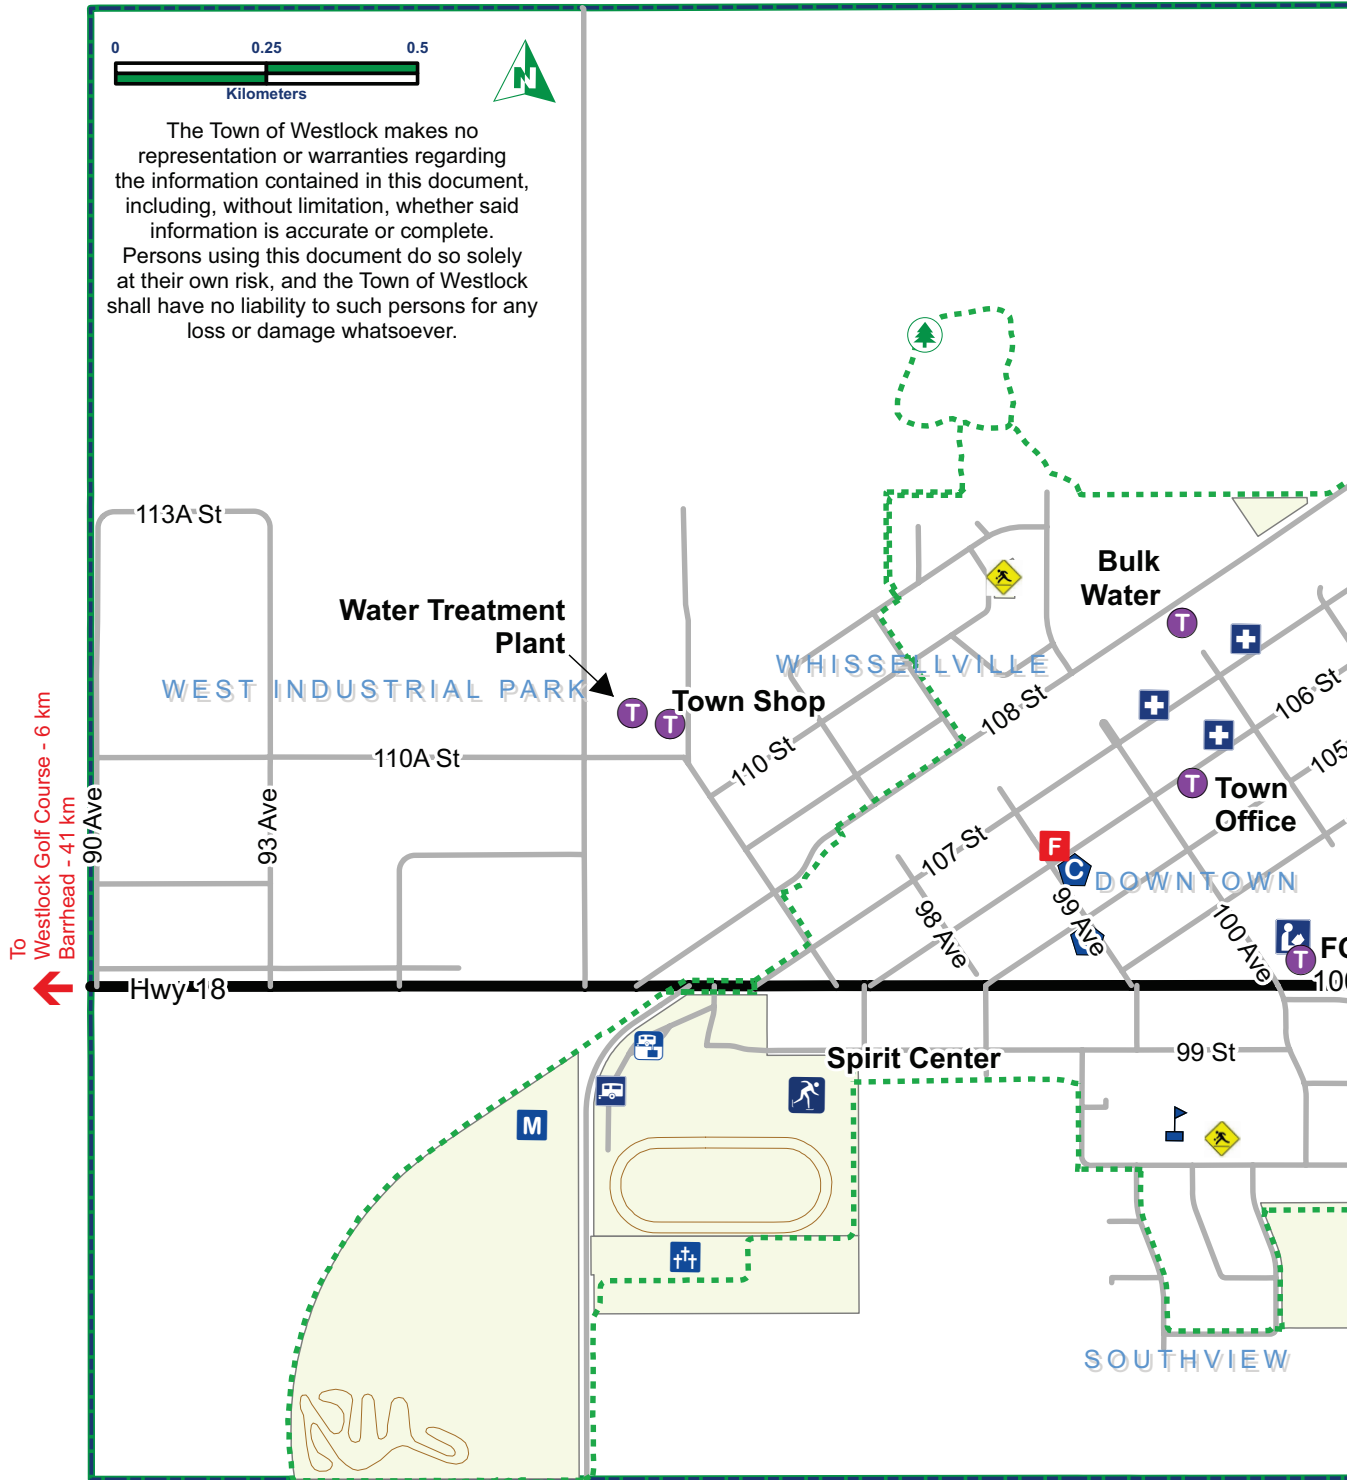 0 0.25 0.5
Kilometers
N
The Town of Westlock makes no
representation or warranties regarding
the information contained in this document,
including, without limitation, whether said
information is accurate or complete.
Persons using this document do so solely
at their own risk, and the Town of Westlock
shall have no liability to such persons for any
loss or damage whatsoever.
113A St
Bulk
Water
T
Water Treatment
Plant
WHISSELLVILLE
WEST INDUSTRIAL PARK
T
T
Town Shop
108 St
106 St
110 St
110A St
105
T
Town
Office
90 Ave
93 Ave
To
Westlock Golf Course - 6 km
Barrhead - 41 km
107 St
F
C
DOWNTOWN
98 Ave
99 Ave
100 Ave
T
FC
100
Hwy 18
Spirit Center
99 St
M
SOUTHVIEW